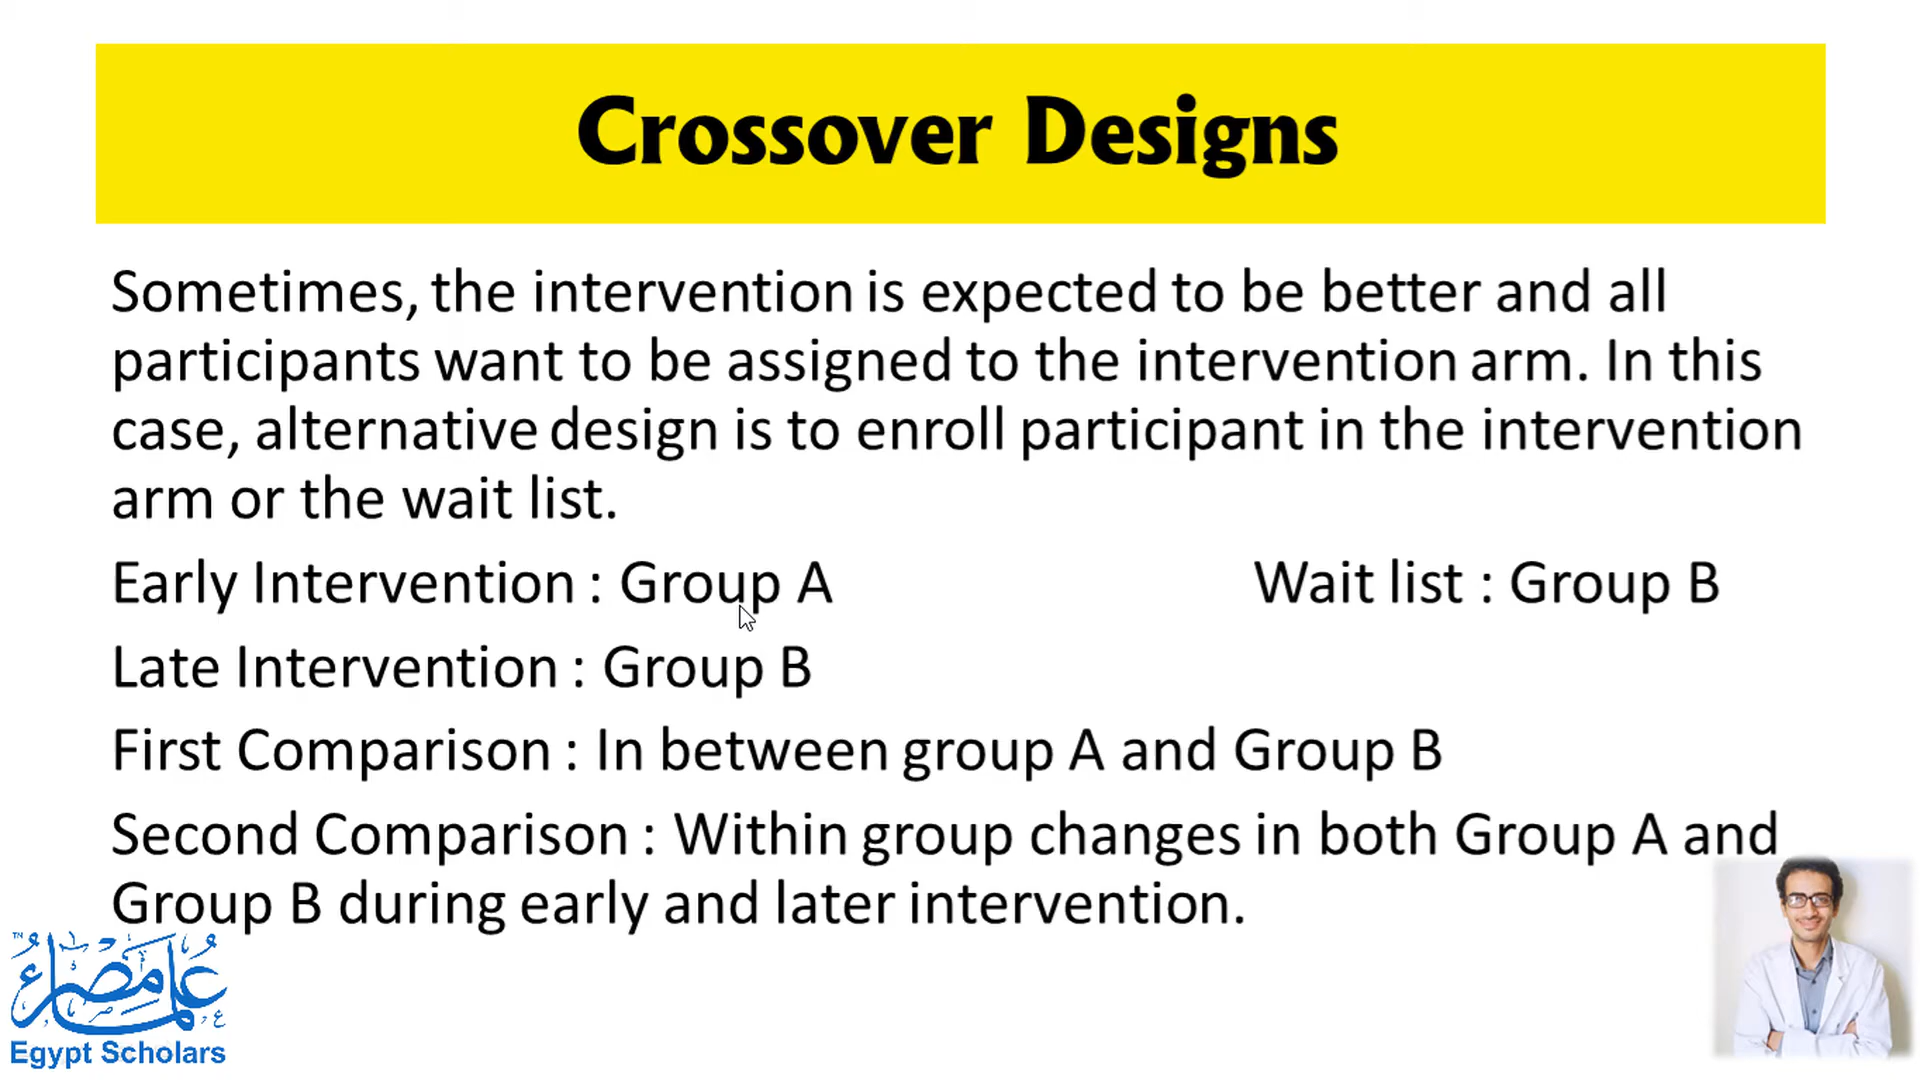 Crossover Designs
Sometimes, the intervention is expected to be better and all
participants want to be assigned to the intervention arm. In this
case, alternative design is to enroll participant in the intervention
arm or the wait list.
Early Intervention : Group A Wait list : Group B
Late Intervention : Group B
First Comparison : In between group A and Group B
Second Comparison : Within group changes in both Group A and
Group B during early and later intervention.
TM
علماء مصر
Egypt Scholars